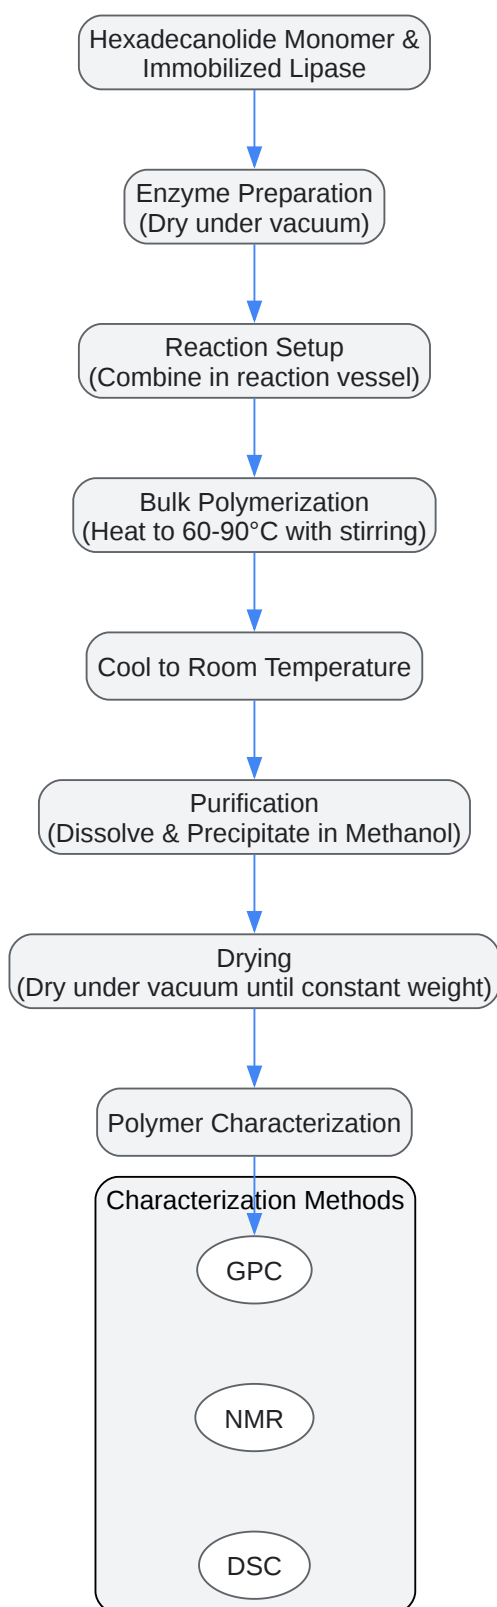 Hexadecanolide Monomer &
Immobilized Lipase
Enzyme Preparation
(Dry under vacuum)
Reaction Setup
(Combine in reaction vessel)
Bulk Polymerization
(Heat to 60-90°C with stirring)
Cool to Room Temperature
Purification
(Dissolve & Precipitate in Methanol)
Drying
(Dry under vacuum until constant weight)
Polymer Characterization
Characterization Methods
GPC
NMR
DSC